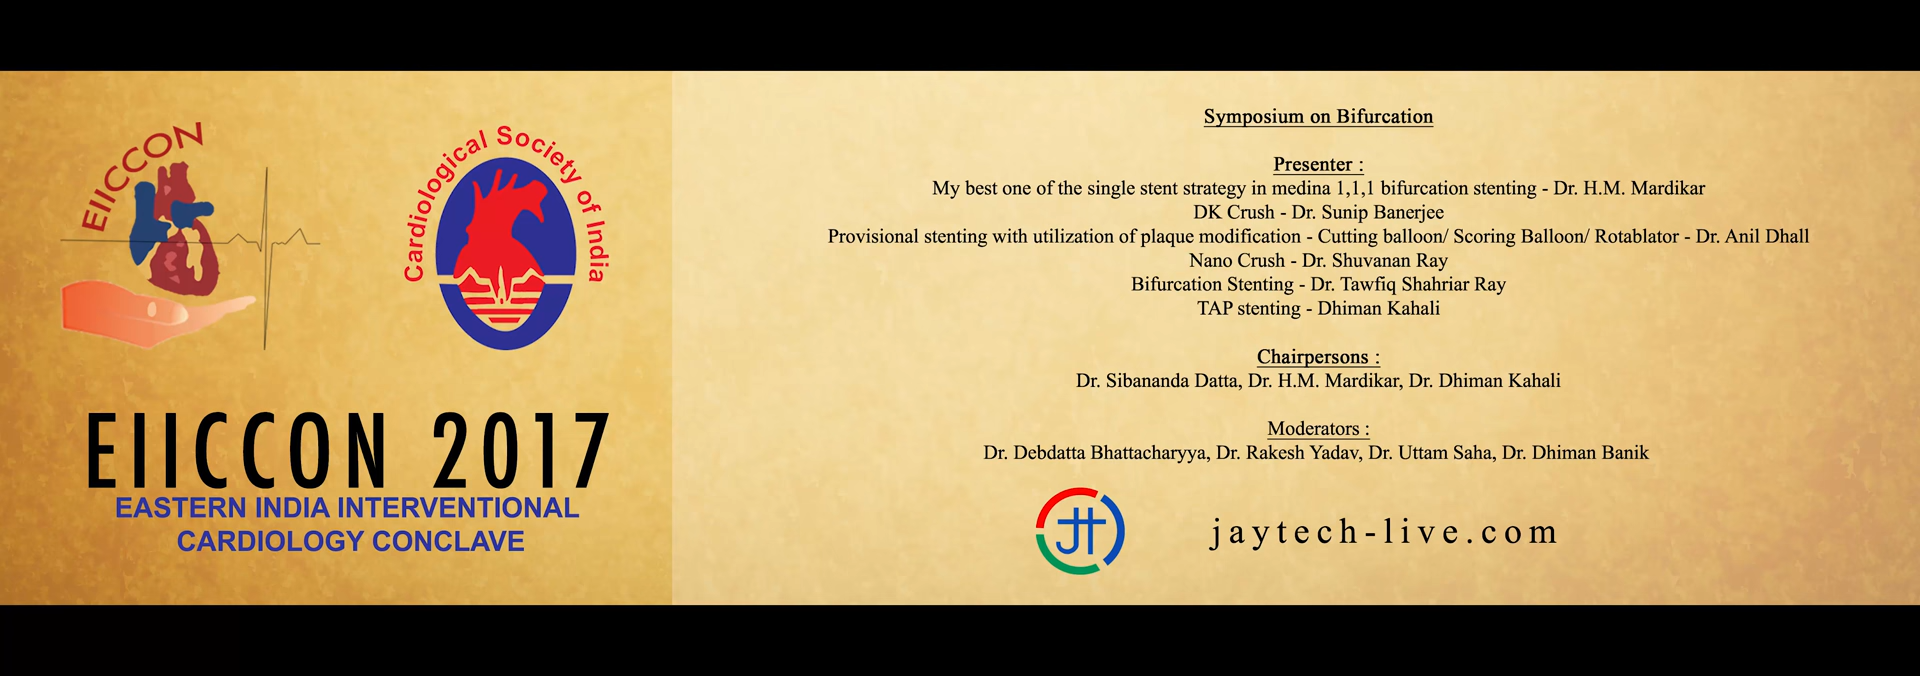 EIICCON
Cardiological Society of India
EIICCON 2017
EASTERN INDIA INTERVENTIONAL
CARDIOLOGY CONCLAVE
Symposium on Bifurcation
Presenter :
My best one of the single stent strategy in medina 1,1,1 bifurcation stenting - Dr. H.M. Mardikar
DK Crush - Dr. Sunip Banerjee
Provisional stenting with utilization of plaque modification - Cutting balloon/ Scoring Balloon/ Rotablator - Dr. Anil Dhall
Nano Crush - Dr. Shuvanan Ray
Bifurcation Stenting - Dr. Tawfiq Shahriar Ray
TAP stenting - Dhiman Kahali
Chairpersons :
Dr. Sibananda Datta, Dr. H.M. Mardikar, Dr. Dhiman Kahali
Moderators :
Dr. Debdatta Bhattacharyya, Dr. Rakesh Yadav, Dr. Uttam Saha, Dr. Dhiman Banik
jaytech-live.com